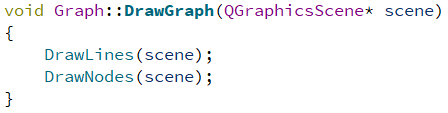 void Graph::DrawGraph(QGraphicsScene* scene)
{
    DrawLines(scene);
    DrawNodes(scene);
}